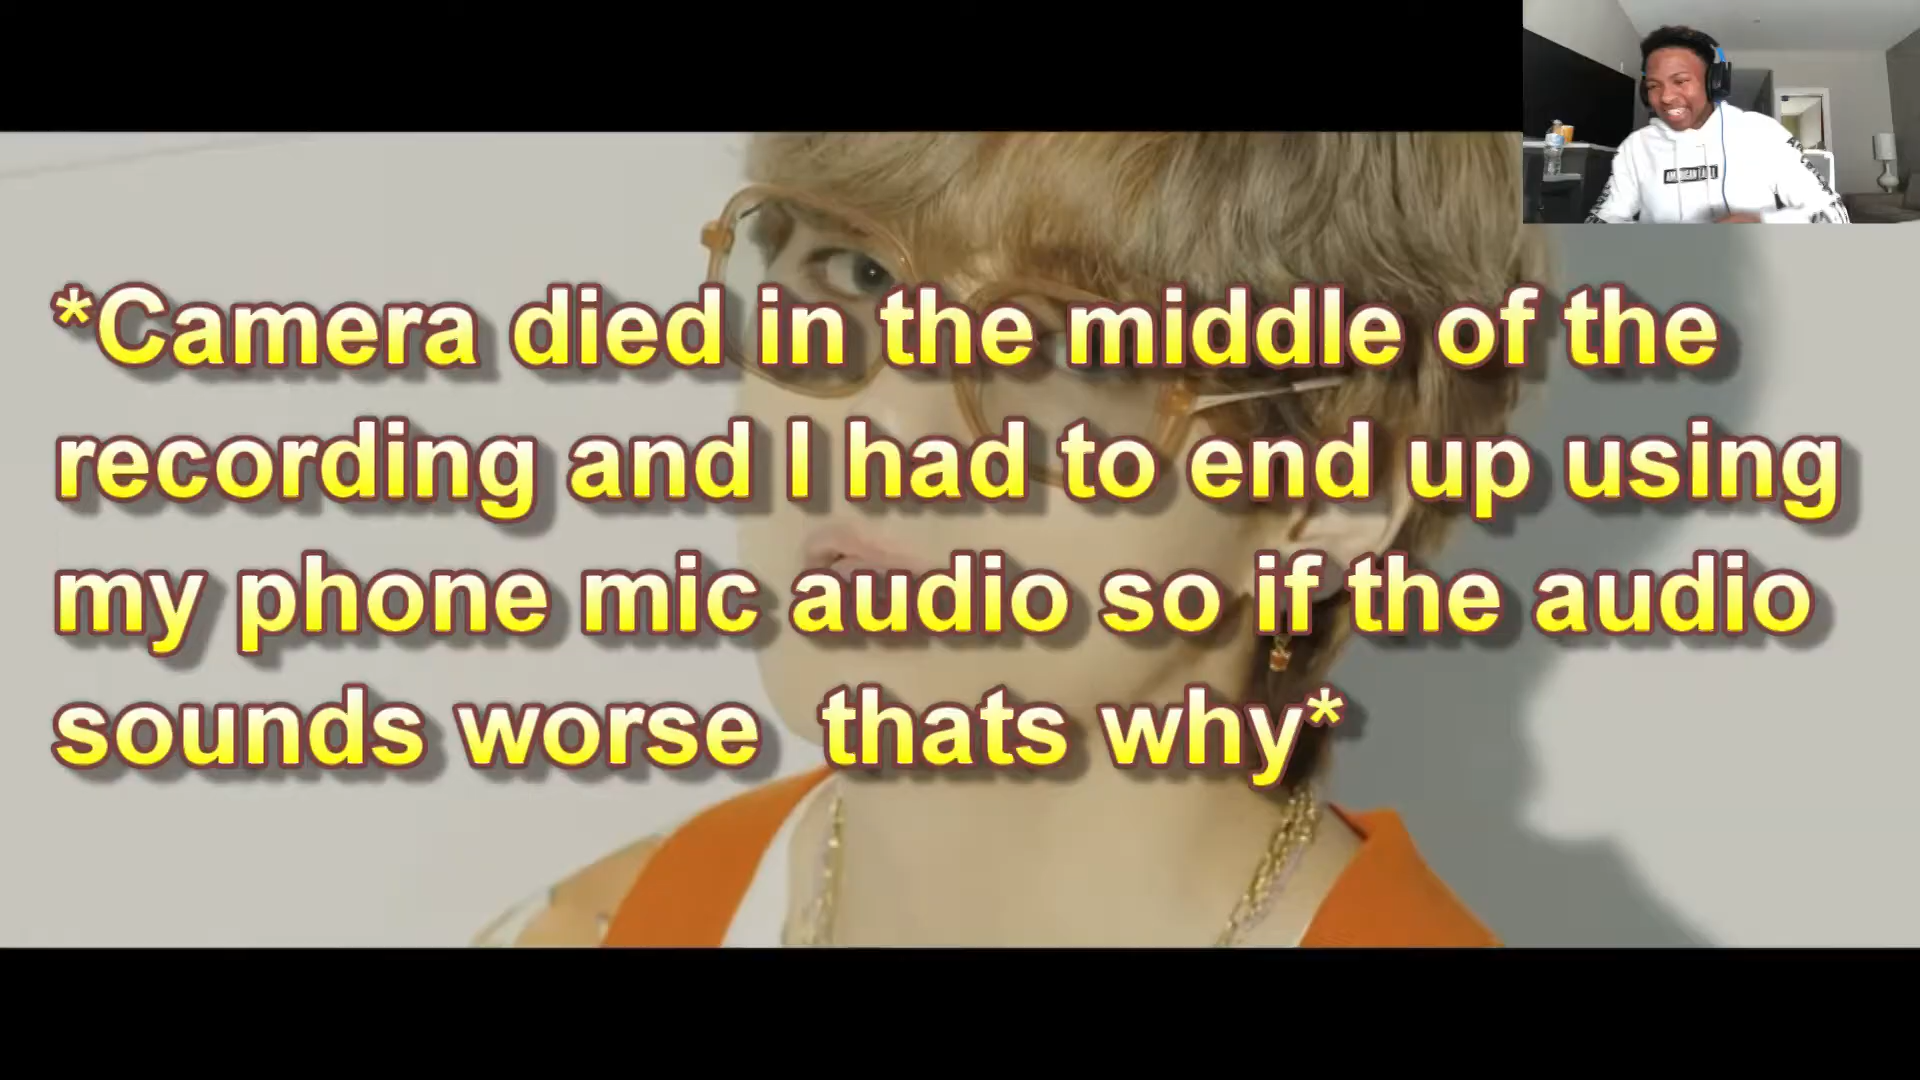 *Camera died in the middle of the
recording and I had to end up using
my phone mic audio so if the audio
sounds worse  thats why*